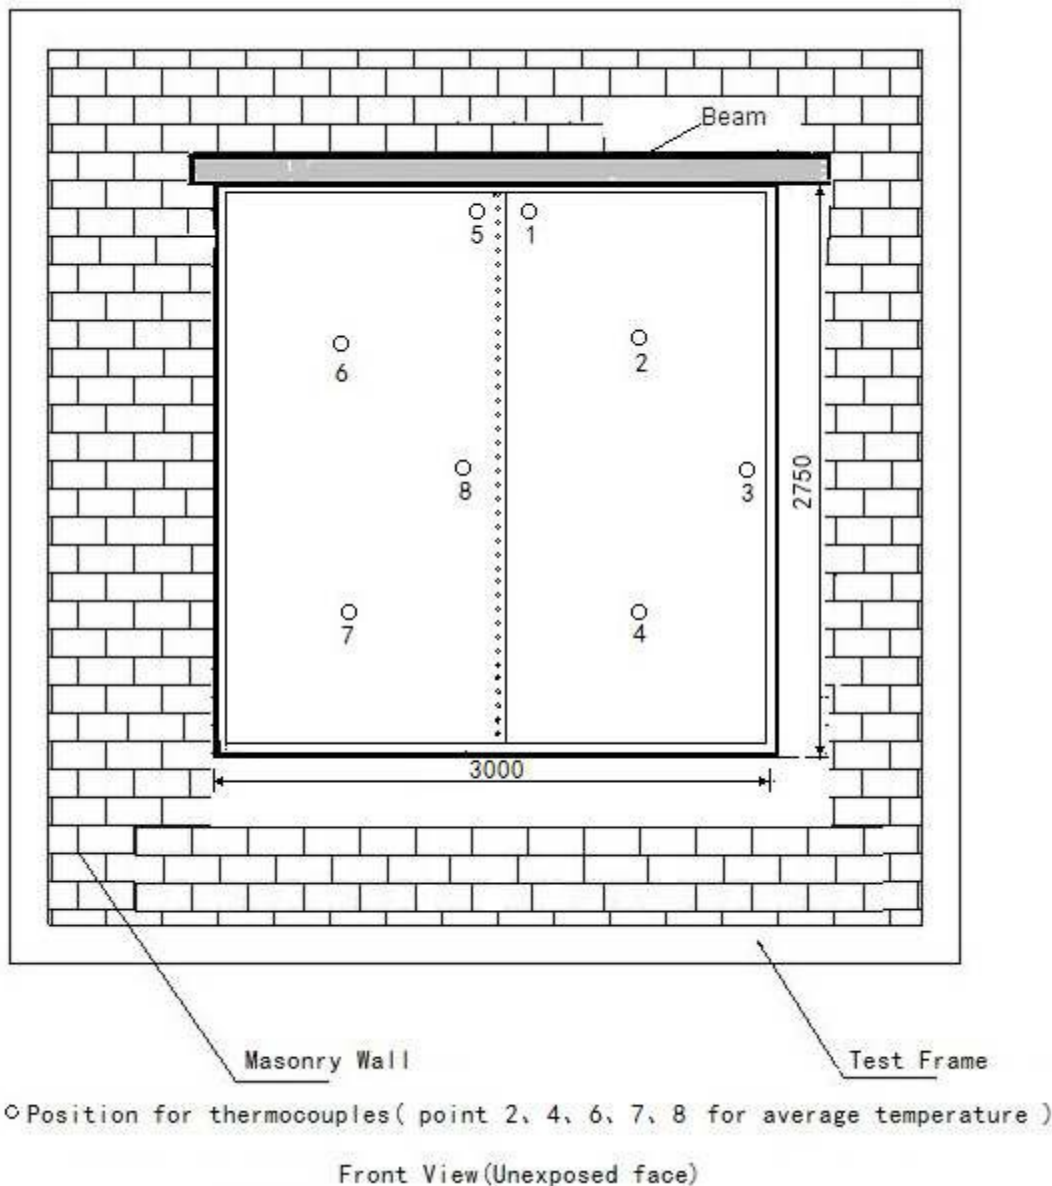 Beam
5 1
6
2
8
3
2750
7
4
3000
Masonry Wall
Test Frame
Position for thermocouples( point 2、4、6、7、8 for average temperature )
Front View(Unexposed face)